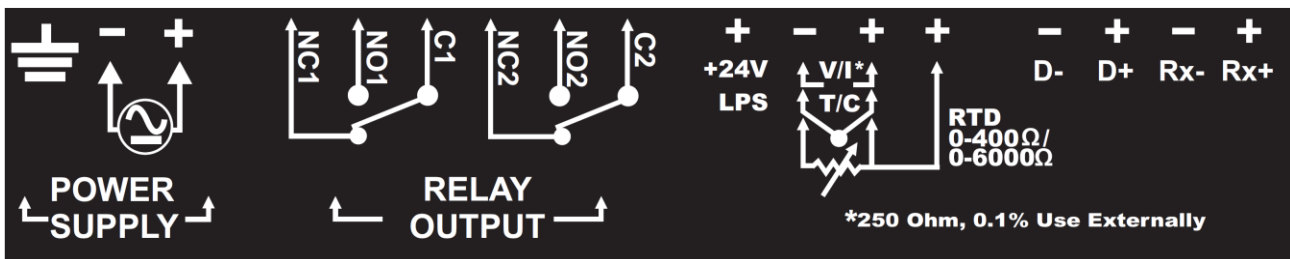 − +
NC1 NO1 C1 NC2 NO2 C2
+ − + +
− + − +
+24V V/I* D- D+ Rx- Rx+
LPS T/C
RTD
0-400Ω/
0-6000Ω
POWER
SUPPLY
RELAY
OUTPUT
*250 Ohm, 0.1% Use Externally